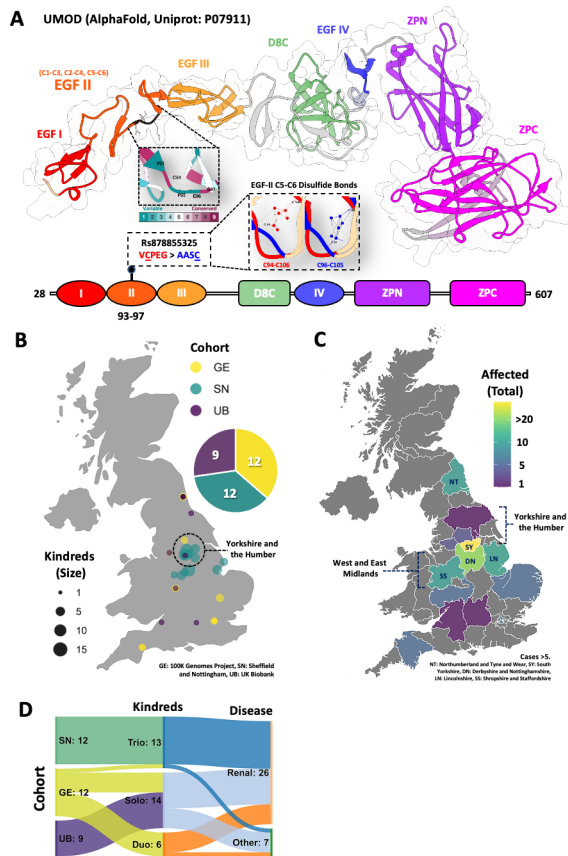 A
UMOD (AlphaFold, Uniprot: P07911)
EGF I
(C1-C3, C2-C4, C5-C6)
EGF II
EGF III
D8C
EGF IV
ZPN
ZPC
C94
P95
E96
Variable
Conserved
1 2 3 4 5 6 7 8 9
EGF-II C5-C6 Disulfide Bonds
C94-C106
C96-C105
Rs878855325
VCPEG > AASC
28
I
II
III
D8C
IV
ZPN
ZPC
607
93-97
B
Cohort
GE
SN
UB
9
12
12
Yorkshire and
the Humber
Kindreds
(Size)
1
5
10
15
GE: 100K Genomes Project, SN: Sheffield
and Nottingham, UB: UK Biobank
C
Affected
(Total)
>20
10
5
1
NT
Yorkshire and
the Humber
West and East
Midlands
SY
DN
LN
SS
Cases >5.
NT: Northumberland and Tyne and Wear, SY: South
Yorkshire, DN: Derbyshire and Nottinghamshire,
LN: Lincolnshire, SS: Shropshire and Staffordshire
D
Kindreds
Disease
Cohort
SN: 12
GE: 12
UB: 9
Trio: 13
Solo: 14
Duo: 6
Renal: 26
Other: 7